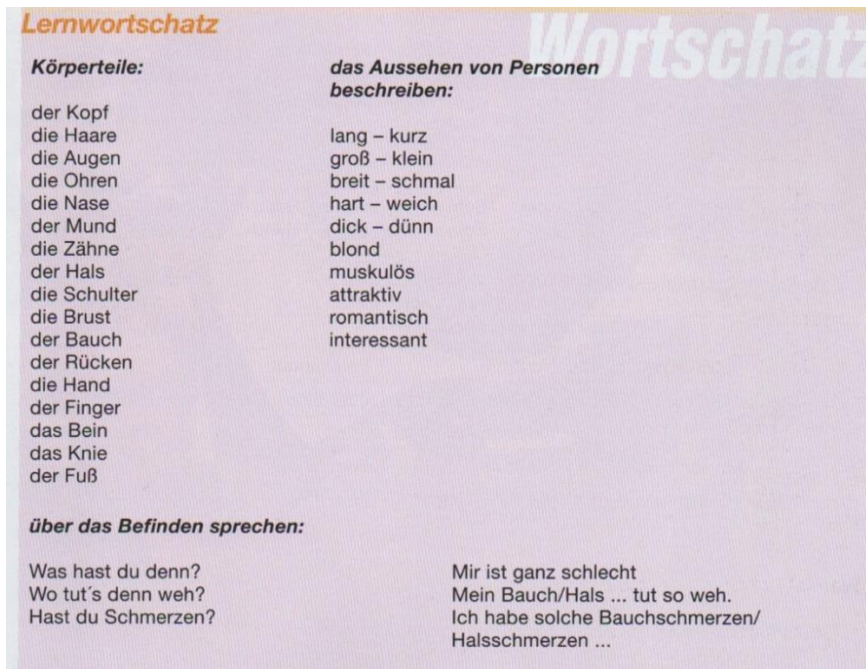 Lernwortschatz
Wortschatz
Körperteile:
der Kopf
die Haare
die Augen
die Ohren
die Nase
der Mund
die Zähne
der Hals
die Schulter
die Brust
der Bauch
der Rücken
die Hand
der Finger
das Bein
das Knie
der Fuß
das Aussehen von Personen
beschreiben:
lang – kurz
groß – klein
breit – schmal
hart – weich
dick – dünn
blond
muskulös
attraktiv
romantisch
interessant
über das Befinden sprechen:
Was hast du denn?
Wo tut´s denn weh?
Hast du Schmerzen?
Mir ist ganz schlecht
Mein Bauch/Hals ... tut so weh.
Ich habe solche Bauchschmerzen/
Halsschmerzen ...